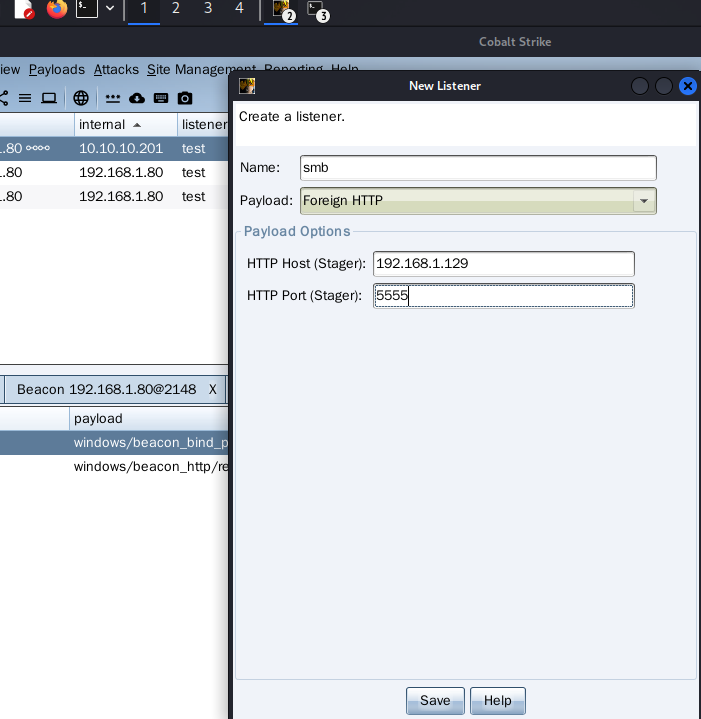 1 2 3 4 2 3
Cobalt Strike
iew Payloads Attacks Site Management Reporting Help
New Listener
Create a listener.
internal listener
.80 10.10.10.201 test
.80 192.168.1.80 test
.80 192.168.1.80 test
Name: smb
Payload: Foreign HTTP
Payload Options
HTTP Host (Stager): 192.168.1.129
HTTP Port (Stager): 5555
Beacon 192.168.1.80@2148 X
payload
windows/beacon_bind_p
windows/beacon_http/re
Save Help